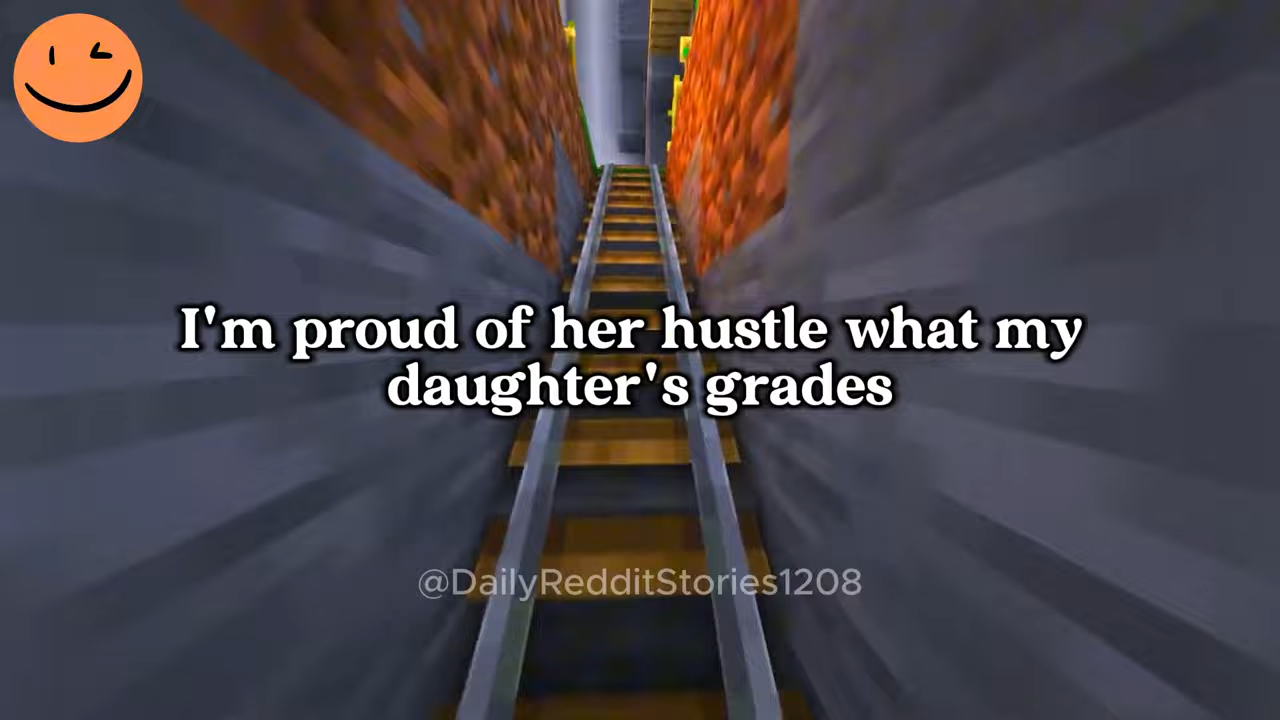 I'm proud of her hustle what my
daughter's grades
@DailyRedditStories1208